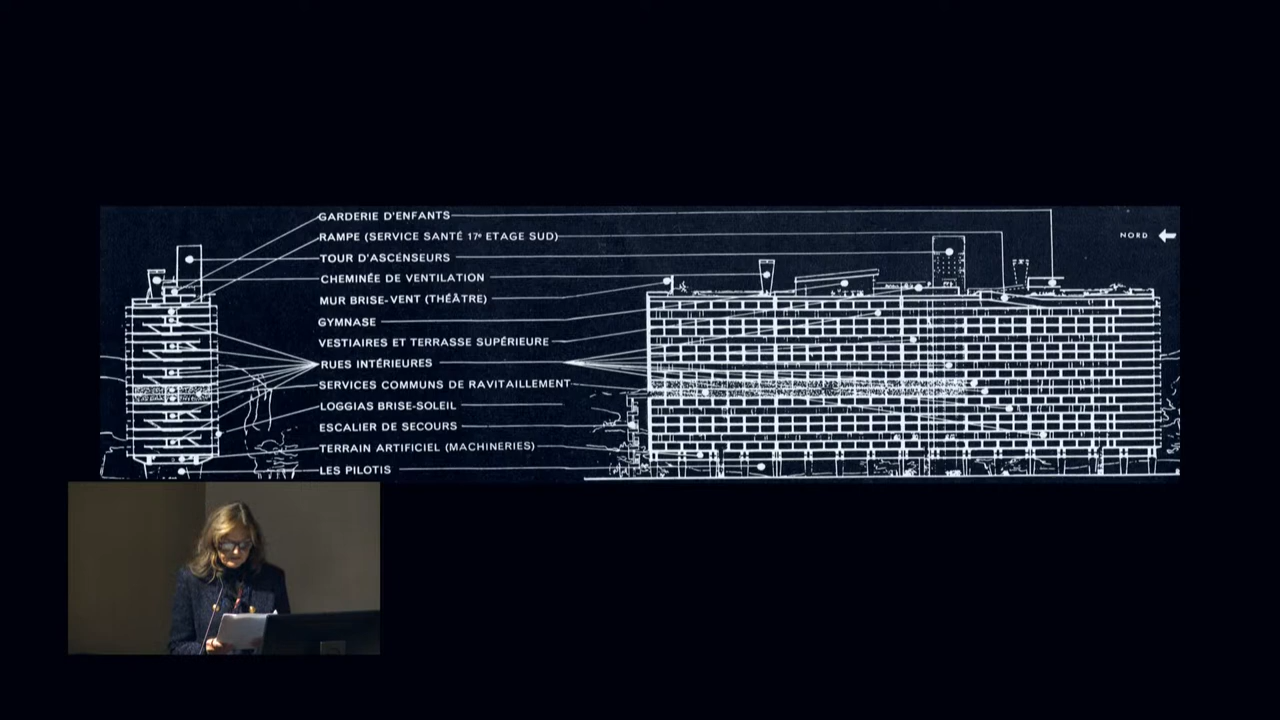 GARDERIE D'ENFANTS
RAMPE (SERVICE SANTÉ 17e ETAGE SUD)
NORD
TOUR D'ASCENSEURS
CHEMINÉE DE VENTILATION
MUR BRISE-VENT (THÉÂTRE)
GYMNASE
VESTIAIRES ET TERRASSE SUPÉRIEURE
RUES INTÉRIEURES
SERVICES COMMUNS DE RAVITAILLEMENT
LOGGIAS BRISE-SOLEIL
ESCALIER DE SECOURS
TERRAIN ARTIFICIEL (MACHINERIES)
LES PILOTIS